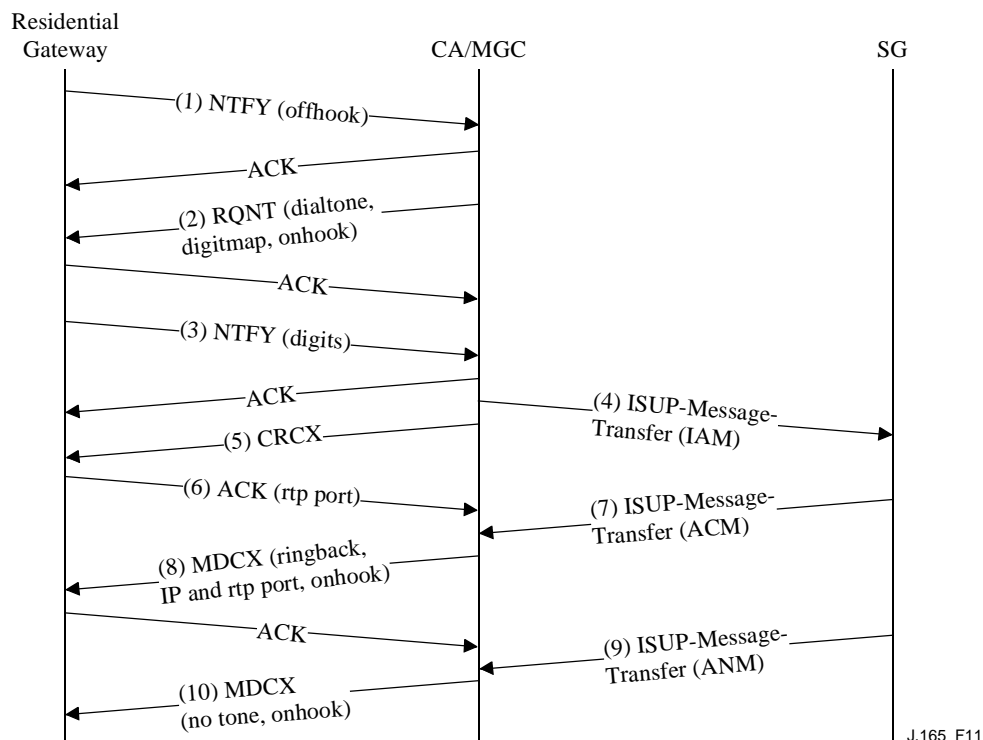 Residential
Gateway
CA/MGC
SG
(1) NTFY (offhook)
ACK
(2) RQNT (dialtone,
digitmap, onhook)
ACK
(3) NTFY (digits)
ACK
(4) ISUP-Message-
Transfer (IAM)
(5) CRCX
(6) ACK (rtp port)
(7) ISUP-Message-
Transfer (ACM)
(8) MDCX (ringback,
IP and rtp port, onhook)
ACK
(9) ISUP-Message-
Transfer (ANM)
(10) MDCX
(no tone, onhook)
J.165_F11